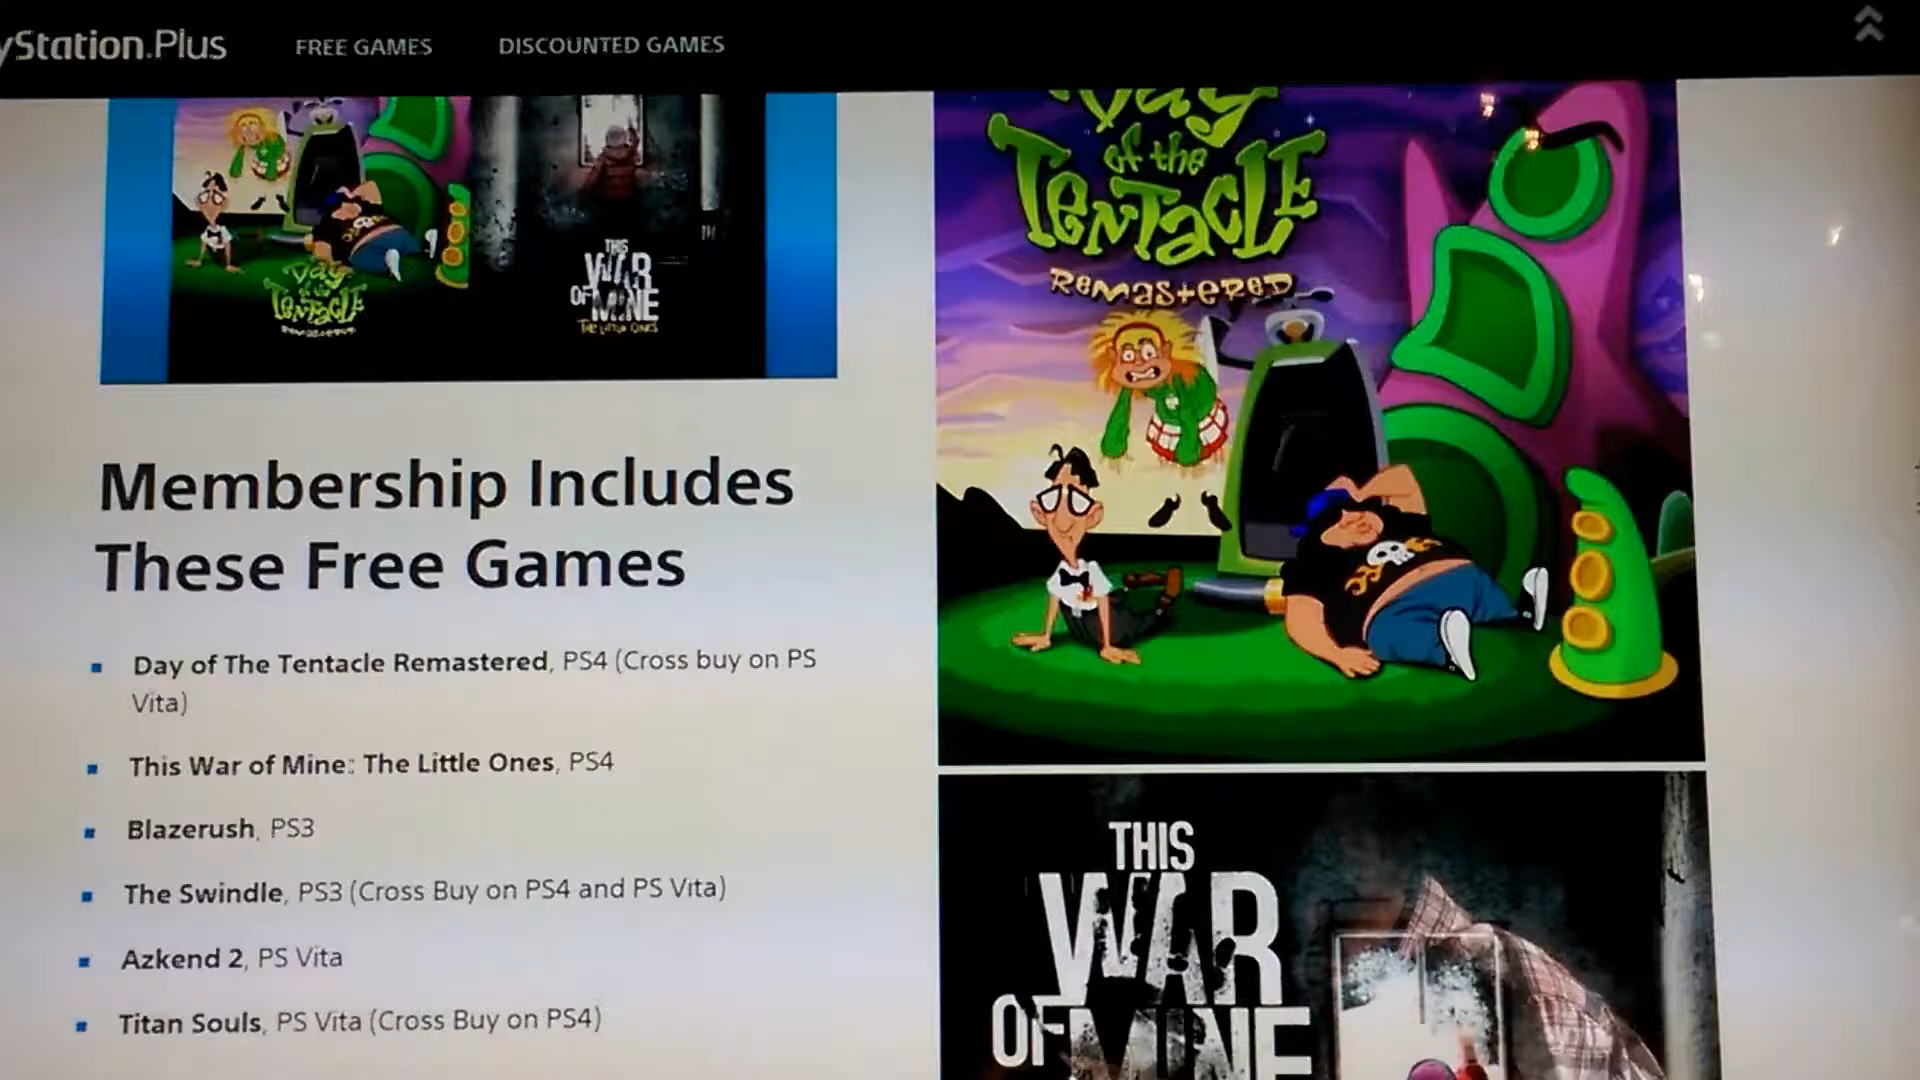 yStation.Plus FREE GAMES DISCOUNTED GAMES
Day
of the
TENTACLE
REMASTERED
THIS
WAR
OF MINE
THE LITTLE ONES
Membership Includes
These Free Games
Day of The Tentacle Remastered, PS4 (Cross buy on PS
Vita)
This War of Mine: The Little Ones, PS4
Blazerush, PS3
The Swindle, PS3 (Cross Buy on PS4 and PS Vita)
Azkend 2, PS Vita
Titan Souls, PS Vita (Cross Buy on PS4)
Day
of the
TENTACLE
REMASTERED
THIS
WAR
OF MINE